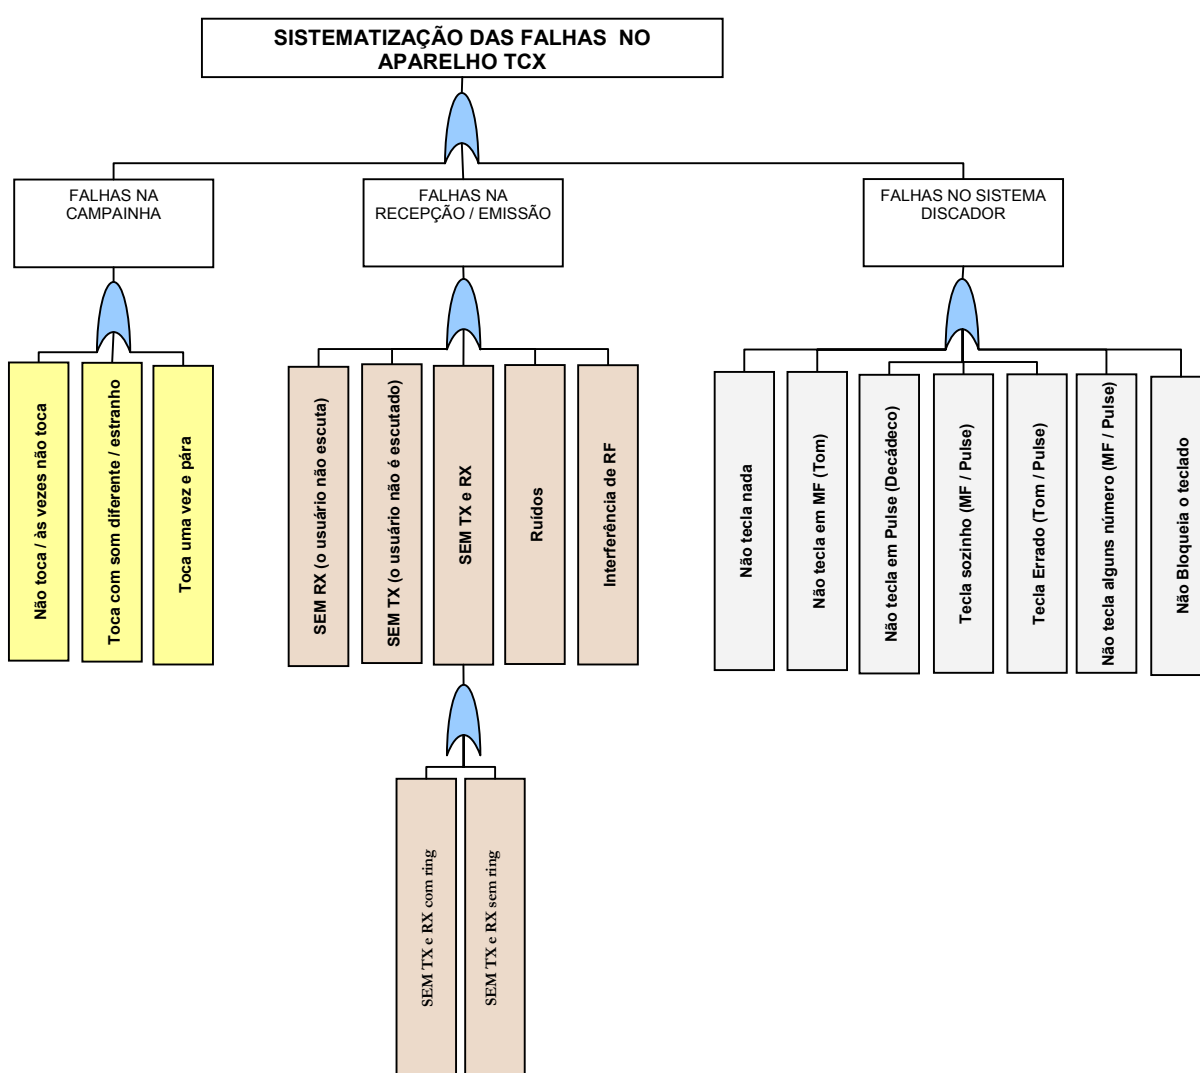 SISTEMATIZAÇÃO DAS FALHAS NO
APARELHO TCX
FALHAS NA
CAMPAINHA
FALHAS NA
RECEPÇÃO / EMISSÃO
FALHAS NO SISTEMA
DISCADOR
Não toca / às vezes não toca
Toca com som diferente / estranho
Toca uma vez e pára
SEM RX (o usuário não escuta)
SEM TX (o usuário não é escutado)
SEM TX e RX
Ruídos
Interferência de RF
Não tecla nada
Não tecla em MF (Tom)
Não tecla em Pulse (Decádeco)
Tecla sozinho (MF / Pulse)
Tecla Errado (Tom / Pulse)
Não tecla alguns número (MF / Pulse)
Não Bloqueia o teclado
SEM TX e RX com ring
SEM TX e RX sem ring